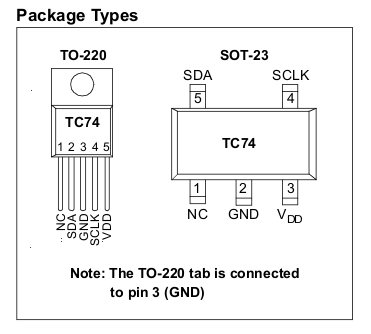 Package Types
TO-220
SOT-23
TC74
1 2 3 4 5
NC
SDA
GND
SCLK
VDD
SDA
SCLK
5
4
TC74
1
2
3
NC
GND
VDD
Note: The TO-220 tab is connected
to pin 3 (GND)